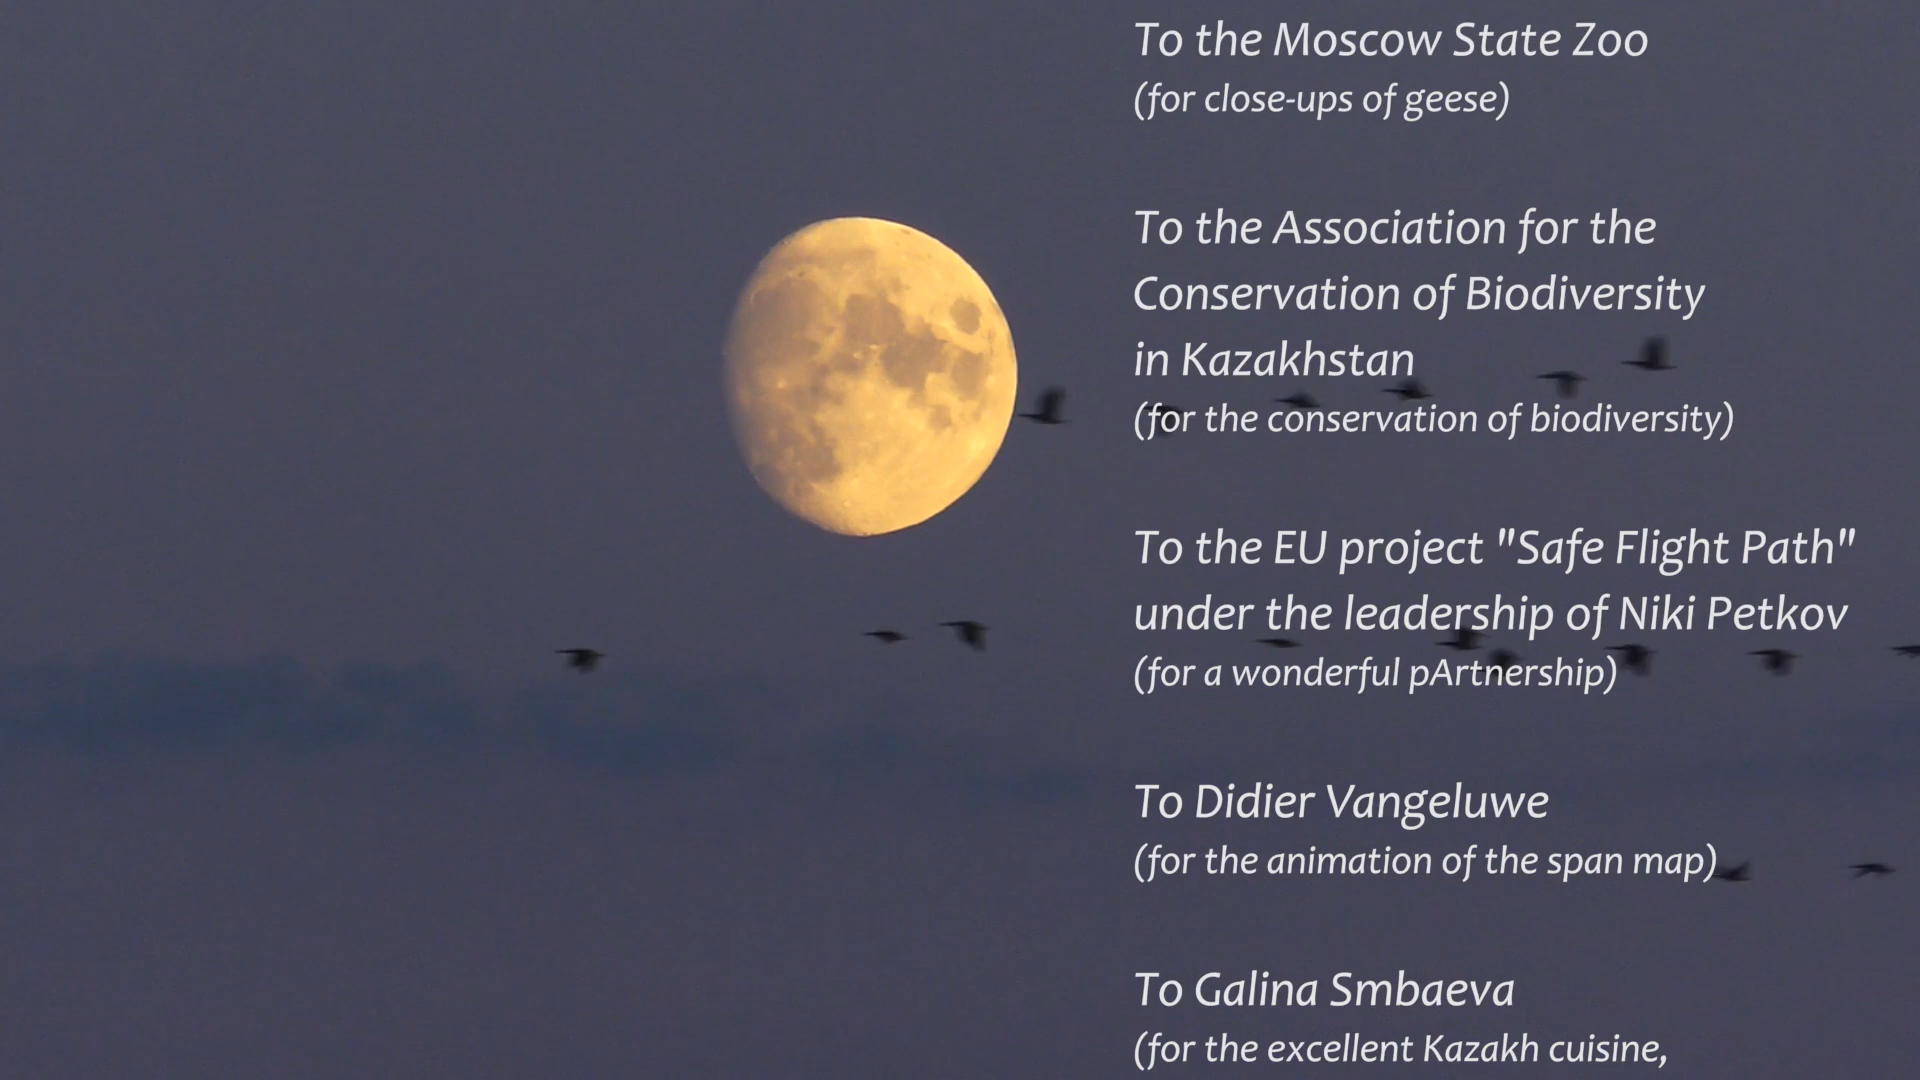 To the Moscow State Zoo
(for close-ups of geese)
To the Association for the
Conservation of Biodiversity
in Kazakhstan
(for the conservation of biodiversity)
To the EU project "Safe Flight Path"
under the leadership of Niki Petkov
(for a wonderful pArtnership)
To Didier Vangeluwe
(for the animation of the span map)
To Galina Smbaeva
(for the excellent Kazakh cuisine,